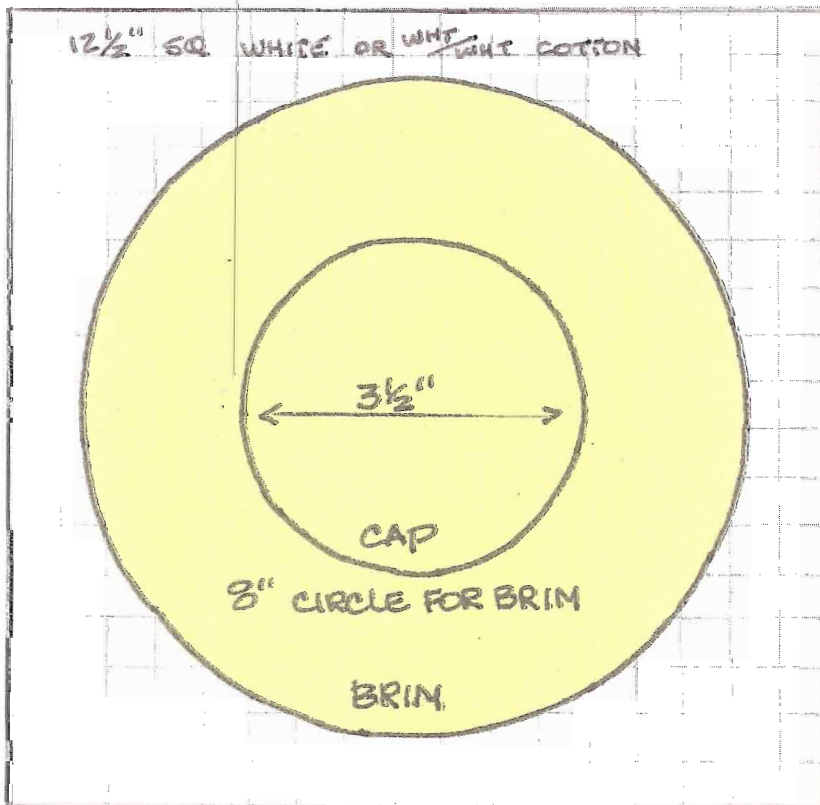 12½" SQ WHITE OR WHT/WHT COTTON
3½"
CAP
8" CIRCLE FOR BRIM
BRIM